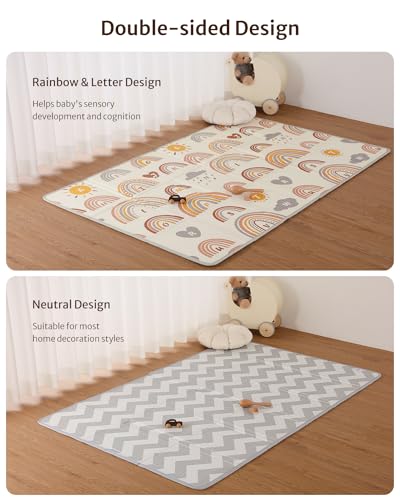 Double-sided Design
Rainbow & Letter Design
Helps baby's sensory
development and cognition
Neutral Design
Suitable for most
home decoration styles